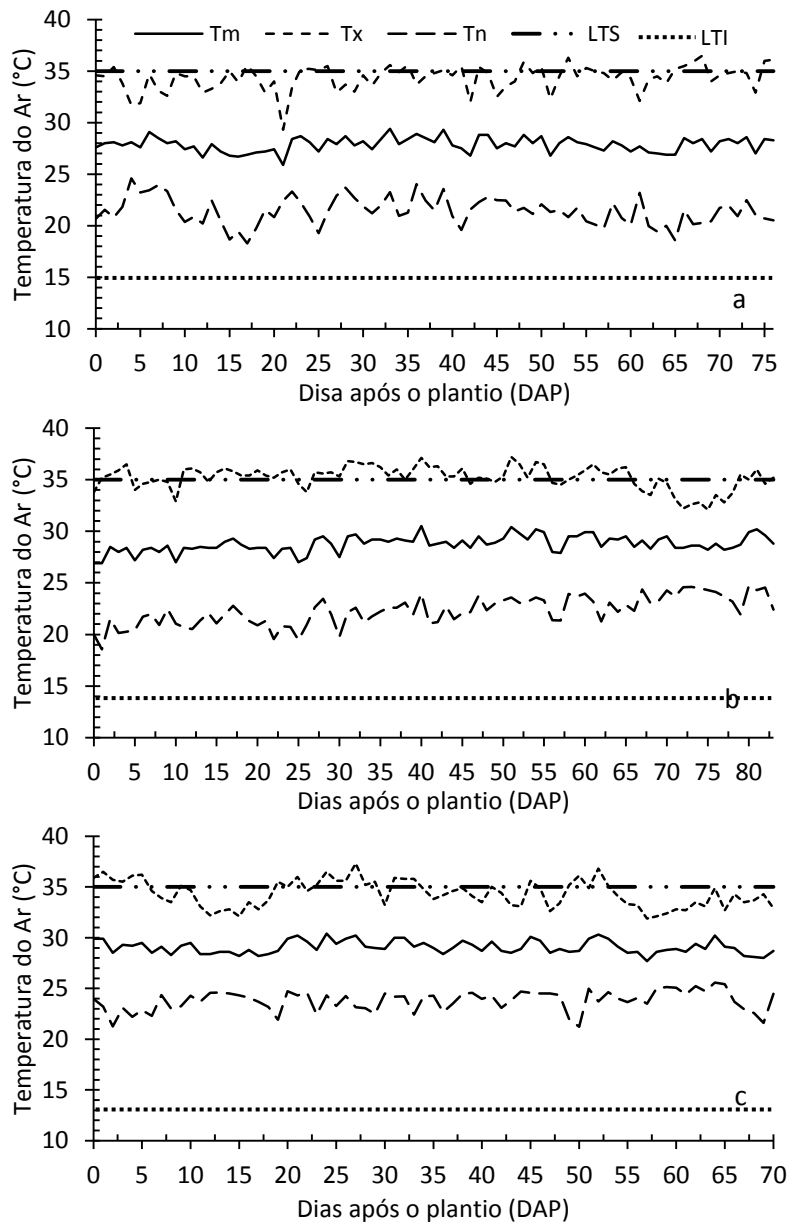 Tm Tx Tn LTS LTI
Temperatura do Ar (°C)
40
35
30
25
20
15
10
a
0 5 10 15 20 25 30 35 40 45 50 55 60 65 70 75
Disa após o plantio (DAP)
Temperatura do Ar (°C)
40
35
30
25
20
15
10
b
0 5 10 15 20 25 30 35 40 45 50 55 60 65 70 75 80
Dias após o plantio (DAP)
Temperatura do Ar (°C)
40
35
30
25
20
15
10
c
0 5 10 15 20 25 30 35 40 45 50 55 60 65 70
Dias após o plantio (DAP)